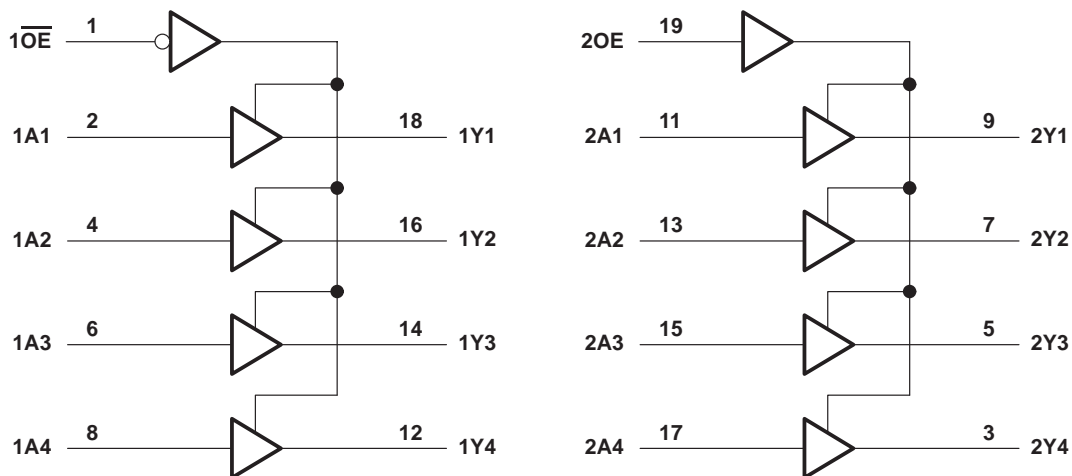 1O̅E̅ 1
1A1 2 18 1Y1
1A2 4 16 1Y2
1A3 6 14 1Y3
1A4 8 12 1Y4
2OE 19
2A1 11 9 2Y1
2A2 13 7 2Y2
2A3 15 5 2Y3
2A4 17 3 2Y4